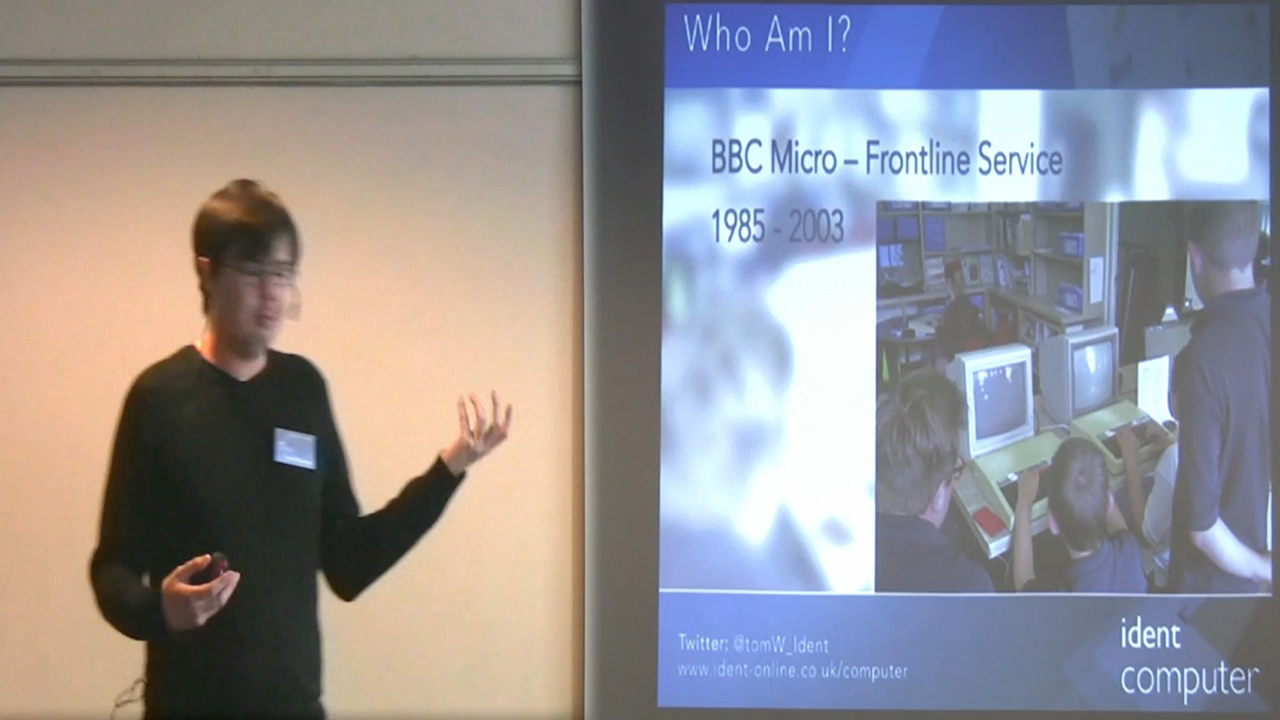 Who Am I?
BBC Micro – Frontline Service
1985 - 2003
Twitter: @tomW_Ident
www.ident-online.co.uk/computer
ident
computer